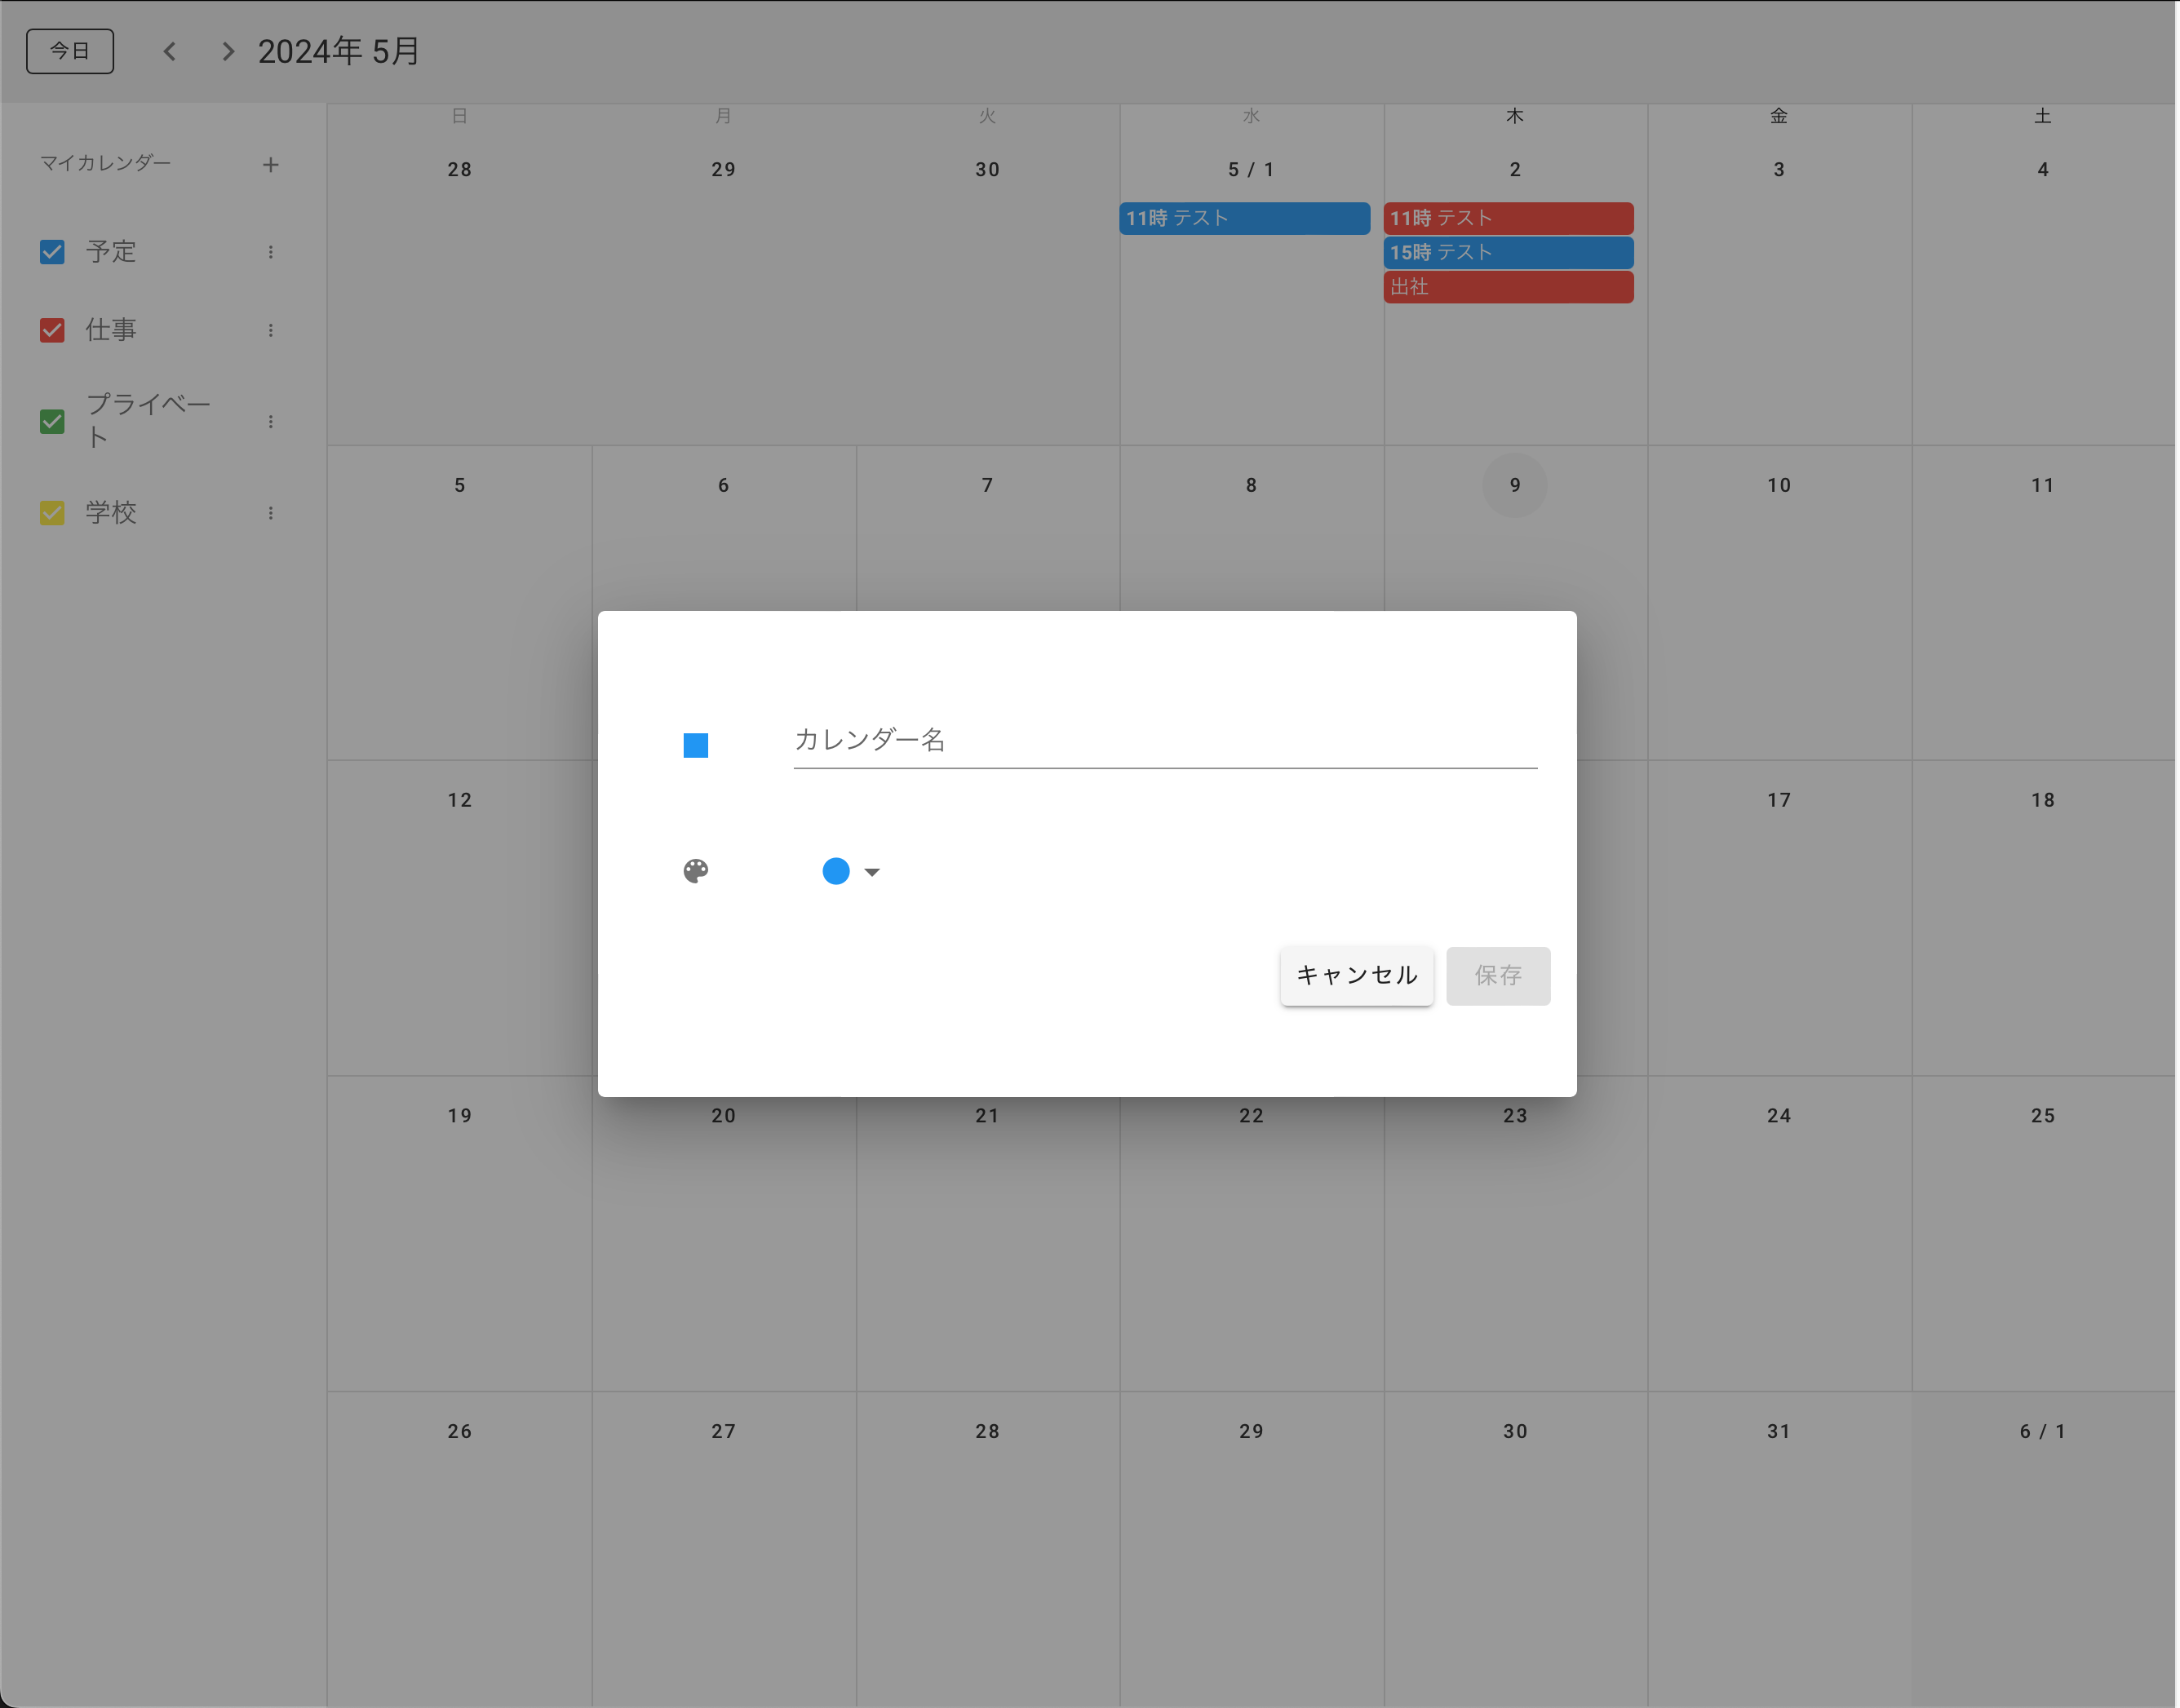 今日
2024年 5月
マイカレンダー
予定
仕事
プライベー
ト
学校
日 月 火 水 木 金 土
28 29 30 5 / 1 2 3 4
11時 テスト
11時 テスト
15時 テスト
出社
5 6 7 8 9 10 11
12 17 18
カレンダー名
キャンセル 保存
19 20 21 22 23 24 25
26 27 28 29 30 31 6 / 1